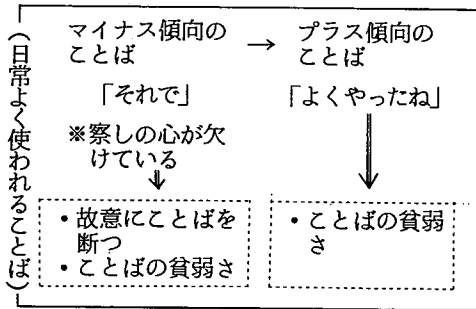 （日常よく使われることば）
マイナス傾向の
ことば
→
プラス傾向の
ことば
「それで」
※察しの心が欠
けている
・故意にことばを
断つ
・ことばの貧弱さ
「よくやったね」
・ことばの貧弱
さ